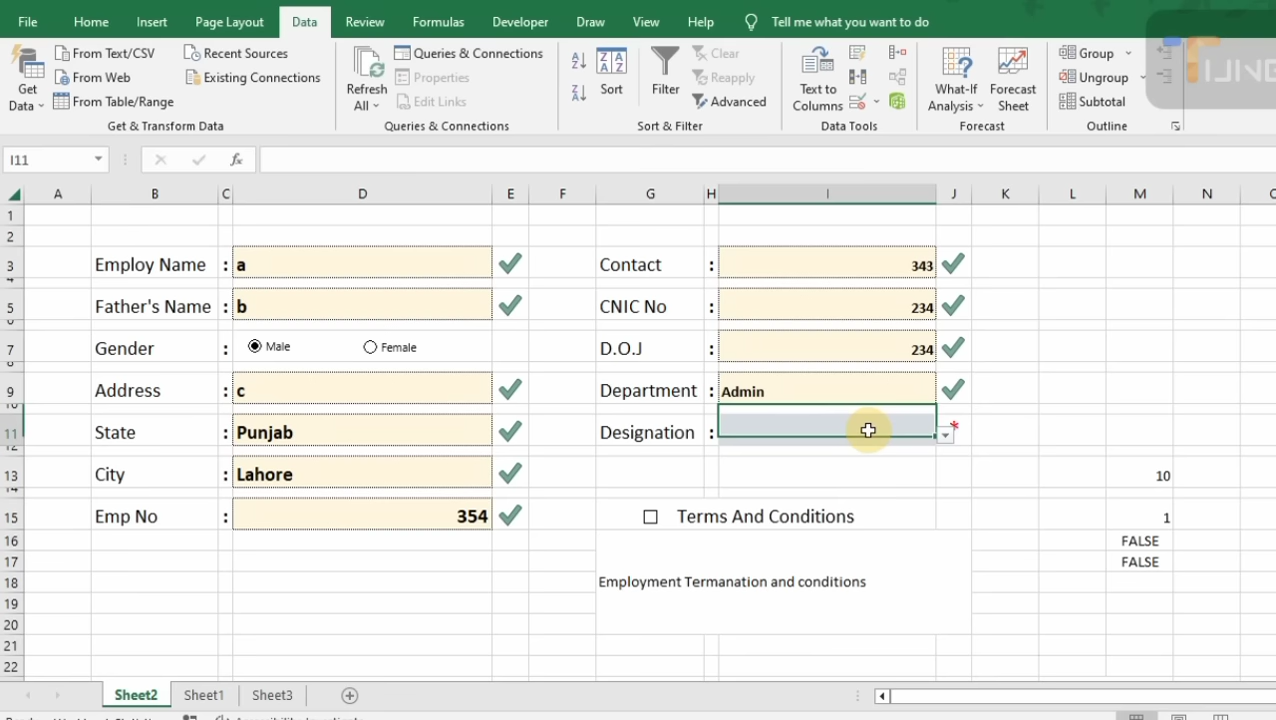 File Home Insert Page Layout Data Review Formulas Developer Draw View Help Tell me what you want to do
Get Data
From Text/CSV
From Web
From Table/Range
Recent Sources
Existing Connections
Get & Transform Data
Refresh All
Queries & Connections
Properties
Edit Links
Queries & Connections
Sort
Filter
Clear
Reapply
Advanced
Sort & Filter
Text to Columns
Data Tools
What-If Analysis
Forecast Sheet
Forecast
Group
Ungroup
Subtotal
Outline
I11 fx
A B C D E F G H I J K L M N
1
2
3 Employ Name : a Contact : 343
5 Father's Name : b CNIC No : 234
7 Gender : Male Female D.O.J : 234
9 Address : c Department : Admin
11 State : Punjab Designation : *
13 City : Lahore 10
15 Emp No : 354 Terms And Conditions 1
16 FALSE
17 FALSE
18 Employment Termanation and conditions
19
20
21
22
Sheet2 Sheet1 Sheet3